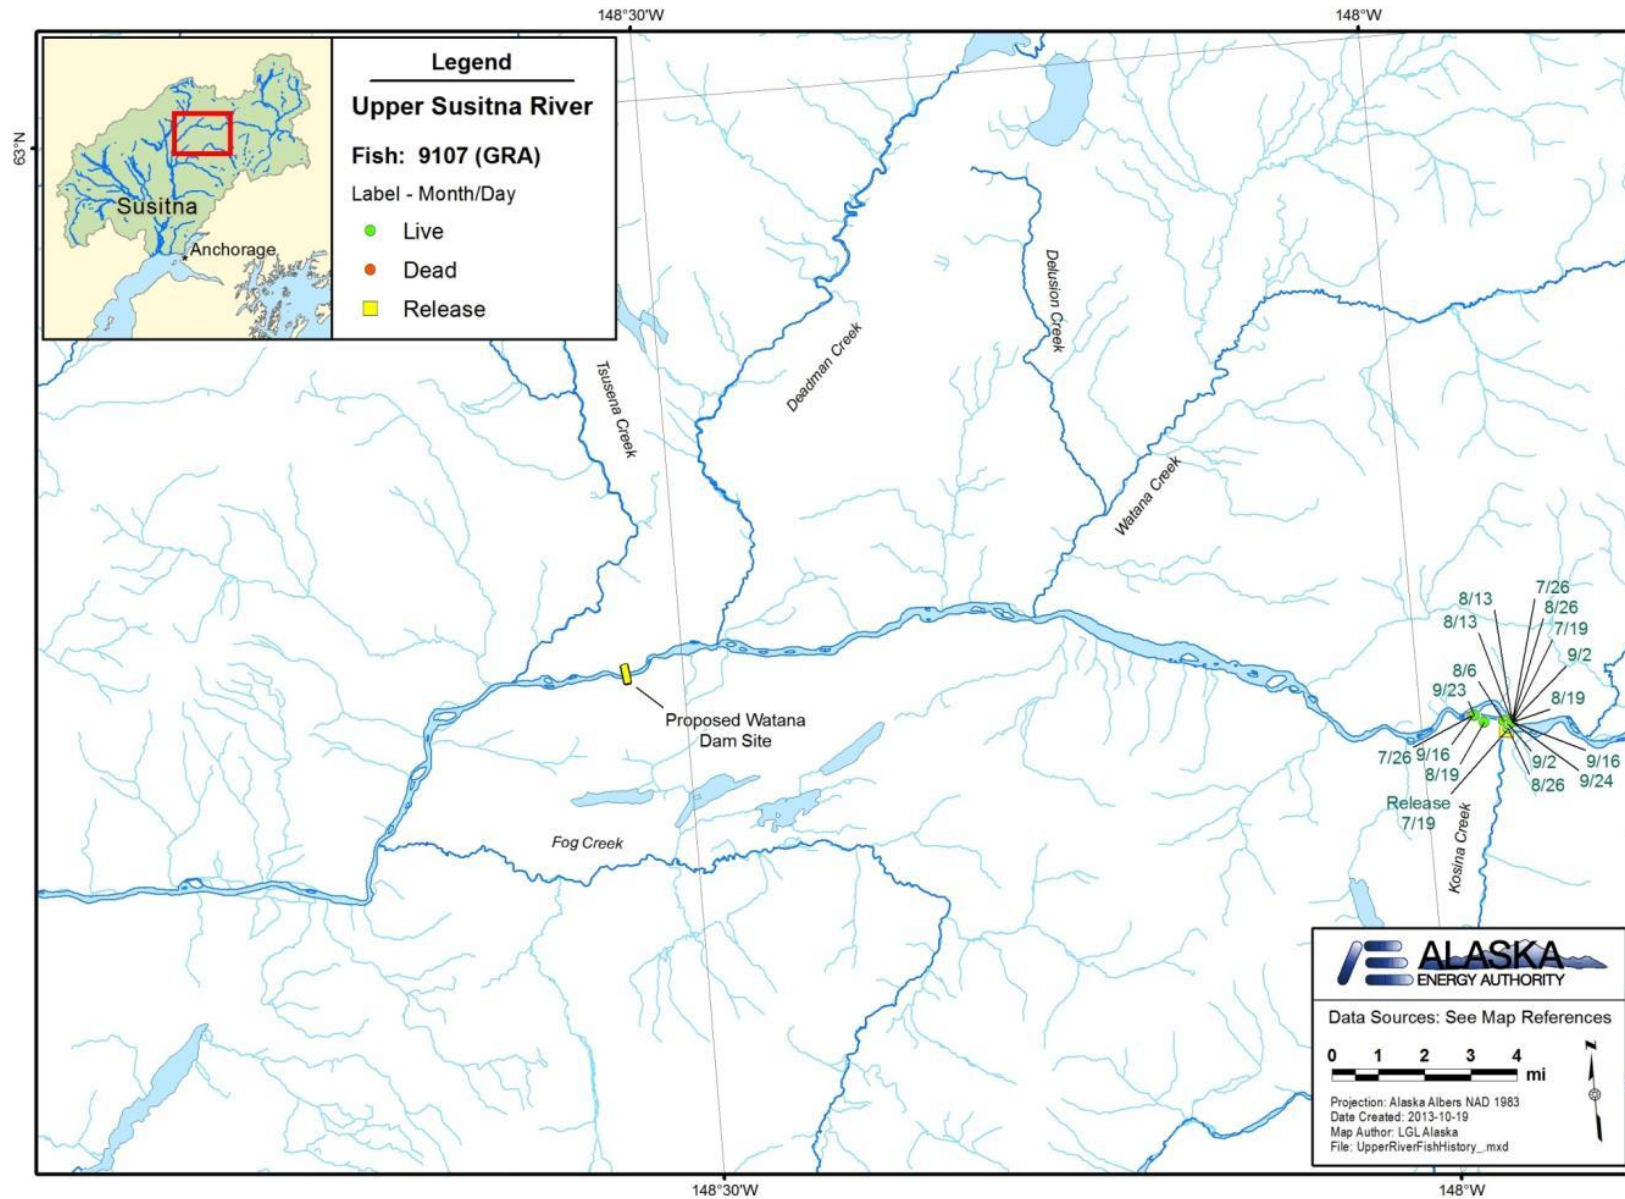 148°30'W
148°W
63°N
Legend
Upper Susitna River
Fish: 9107 (GRA)
Label - Month/Day
Live
Dead
Release
Susitna
Anchorage
Tsusena Creek
Deadman Creek
Delusion Creek
Watana Creek
7/26
8/13
8/26
8/13
7/19
9/2
8/6
9/23
8/19
Proposed Watana
Dam Site
7/26
9/16
8/19
9/2
9/16
8/26
9/24
Release
7/19
Fog Creek
Kosina Creek
ALASKA
ENERGY AUTHORITY
Data Sources: See Map References
0 1 2 3 4
mi
N
Projection: Alaska Albers NAD 1983
Date Created: 2013-10-19
Map Author: LGL Alaska
File: UpperRiverFishHistory_.mxd
148°30'W
148°W